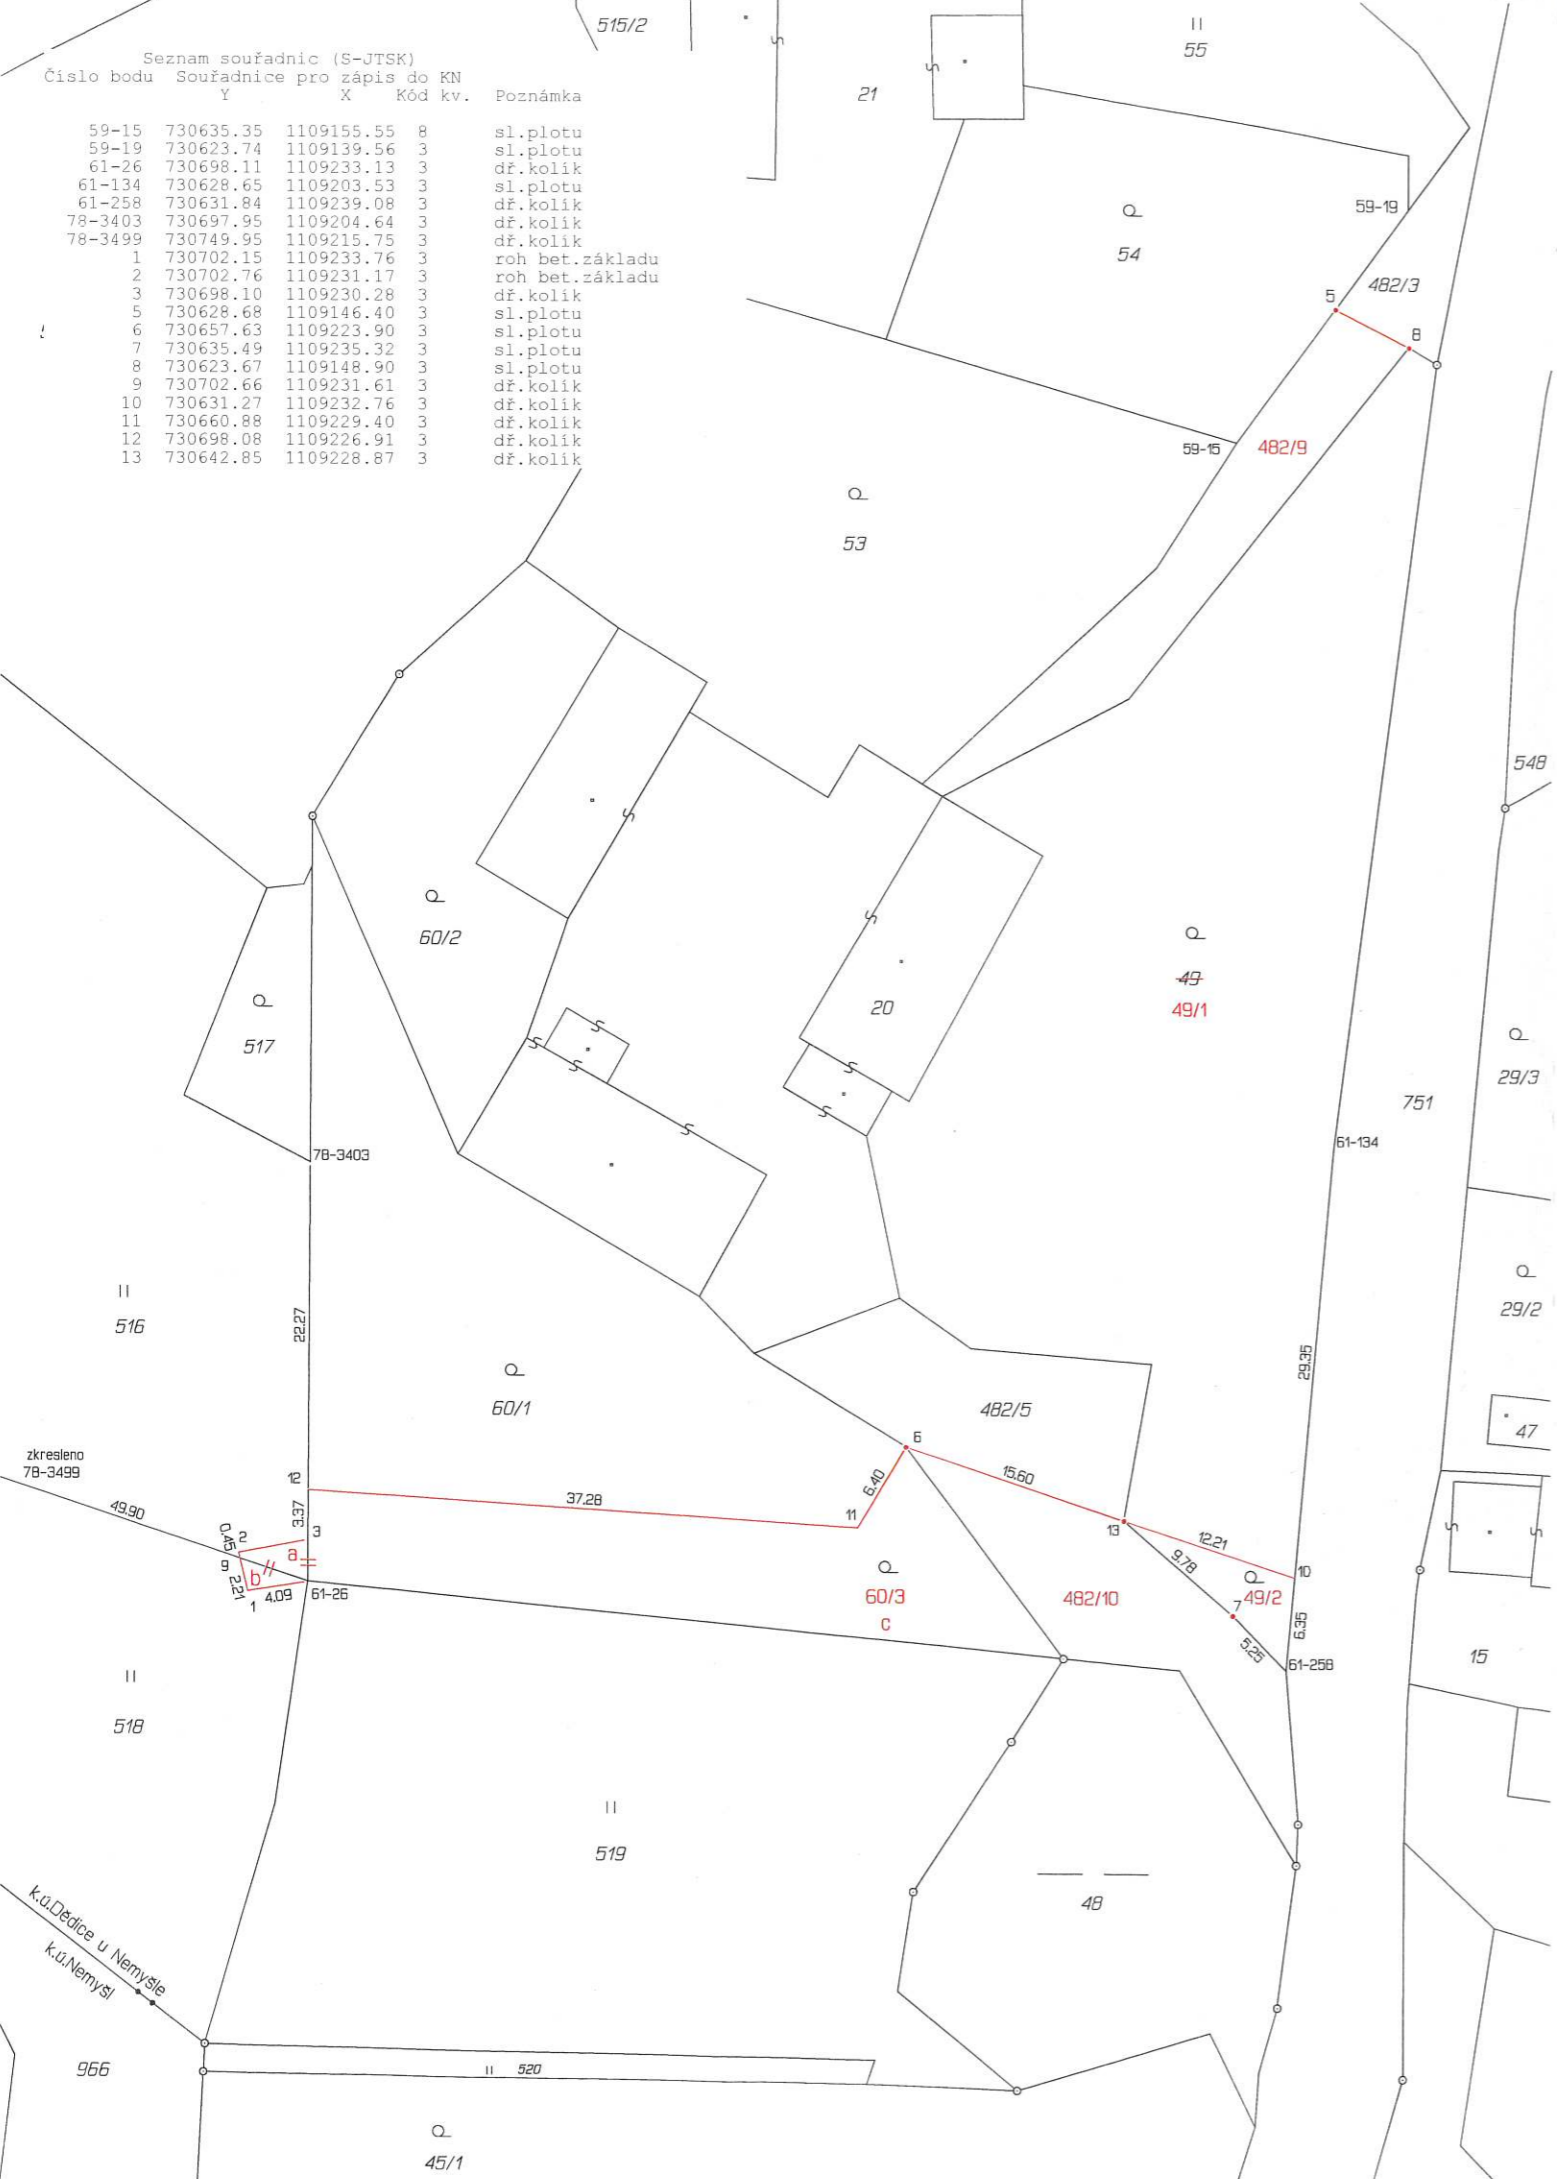 515/2
II
55
21
Seznam souřadnic (S-JTSK)
Číslo bodu Souřadnice pro zápis do KN
Y X Kód kv. Poznámka
59-15 730635.35 1109155.55 8 sl.plotu
59-19 730623.74 1109139.56 3 sl.plotu
61-26 730698.11 1109233.13 3 dř.kolík
61-134 730628.65 1109203.53 3 sl.plotu
61-258 730631.84 1109239.08 3 dř.kolík
78-3403 730697.95 1109204.64 3 dř.kolík
78-3499 730749.95 1109215.75 3 dř.kolík
1 730702.15 1109233.76 3 roh bet.základu
2 730702.76 1109231.17 3 roh bet.základu
3 730698.10 1109230.28 3 dř.kolík
5 730628.68 1109146.40 3 sl.plotu
6 730657.63 1109223.90 3 sl.plotu
7 730635.49 1109235.32 3 sl.plotu
8 730623.67 1109148.90 3 sl.plotu
9 730702.66 1109231.61 3 dř.kolík
10 730631.27 1109232.76 3 dř.kolík
11 730660.88 1109229.40 3 dř.kolík
12 730698.08 1109226.91 3 dř.kolík
13 730642.85 1109228.87 3 dř.kolík
59-19
54
482/3
5
8
59-15
482/9
53
548
60/2
49
49/1
20
517
29/3
751
61-134
78-3403
516
22.27
29.35
29/2
60/1
482/5
47
6
zkresleno
78-3499
12
15.60
6.40
49.90
3.37
37.28
11
13
12.21
0.45
2
3
a
9
b
2.21
1
4.09
61-26
9.78
10
60/3
c
482/10
7
49/2
6.35
5.25
61-258
15
518
519
48
k.ú.Dědice u Nemyšle
k.ú.Nemyšl
966
II 520
45/1